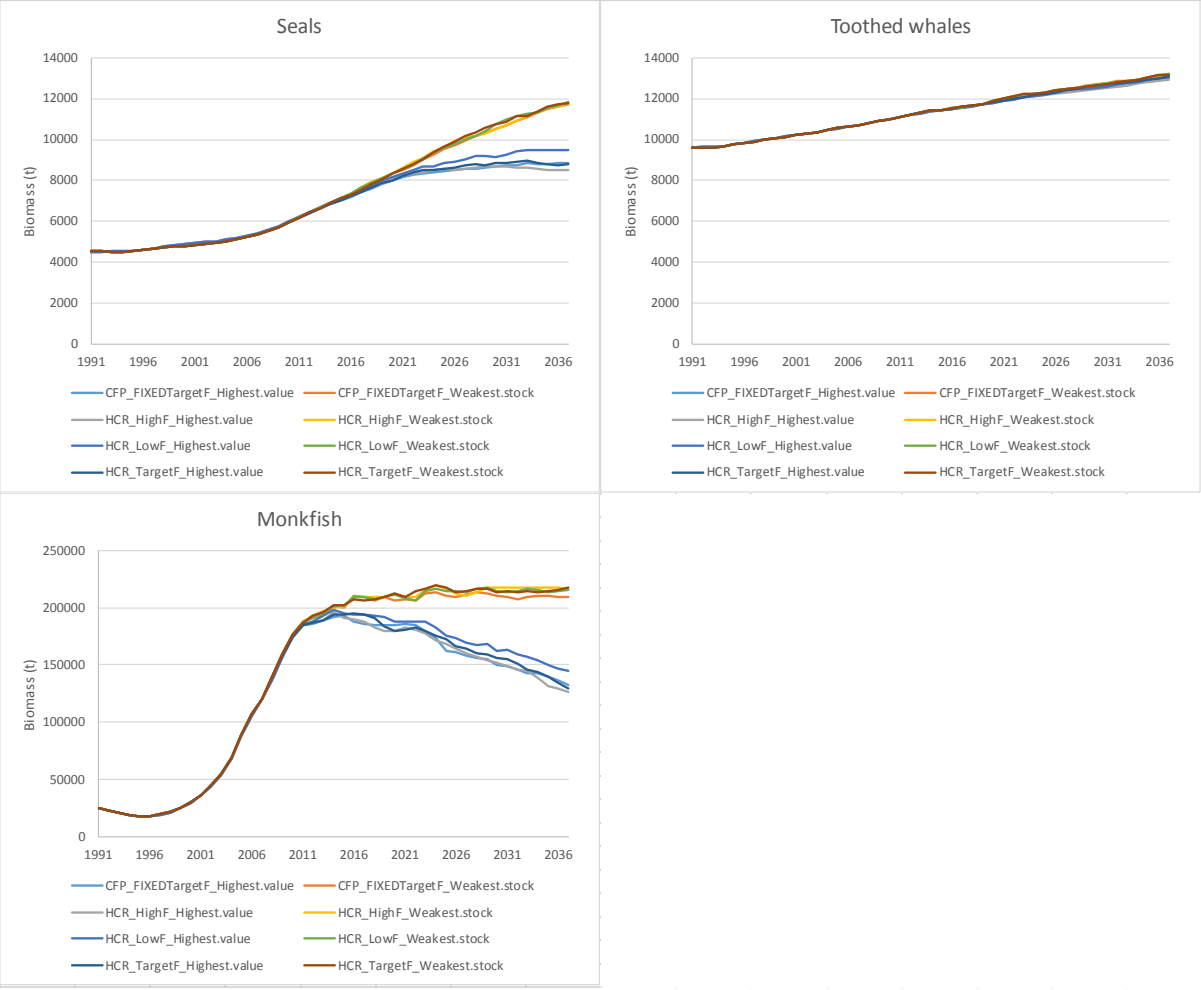 Seals
14000
12000
10000
8000
6000
4000
2000
0
Biomass (t)
1991 1996 2001 2006 2011 2016 2021 2026 2031 2036
CFP_FIXEDTargetF_Highest.value CFP_FIXEDTargetF_Weakest.stock
HCR_HighF_Highest.value HCR_HighF_Weakest.stock
HCR_LowF_Highest.value HCR_LowF_Weakest.stock
HCR_TargetF_Highest.value HCR_TargetF_Weakest.stock
Toothed whales
14000
12000
10000
8000
6000
4000
2000
0
Biomass (t)
1991 1996 2001 2006 2011 2016 2021 2026 2031 2036
CFP_FIXEDTargetF_Highest.value CFP_FIXEDTargetF_Weakest.stock
HCR_HighF_Highest.value HCR_HighF_Weakest.stock
HCR_LowF_Highest.value HCR_LowF_Weakest.stock
HCR_TargetF_Highest.value HCR_TargetF_Weakest.stock
Monkfish
250000
200000
150000
100000
50000
0
Biomass (t)
1991 1996 2001 2006 2011 2016 2021 2026 2031 2036
CFP_FIXEDTargetF_Highest.value CFP_FIXEDTargetF_Weakest.stock
HCR_HighF_Highest.value HCR_HighF_Weakest.stock
HCR_LowF_Highest.value HCR_LowF_Weakest.stock
HCR_TargetF_Highest.value HCR_TargetF_Weakest.stock